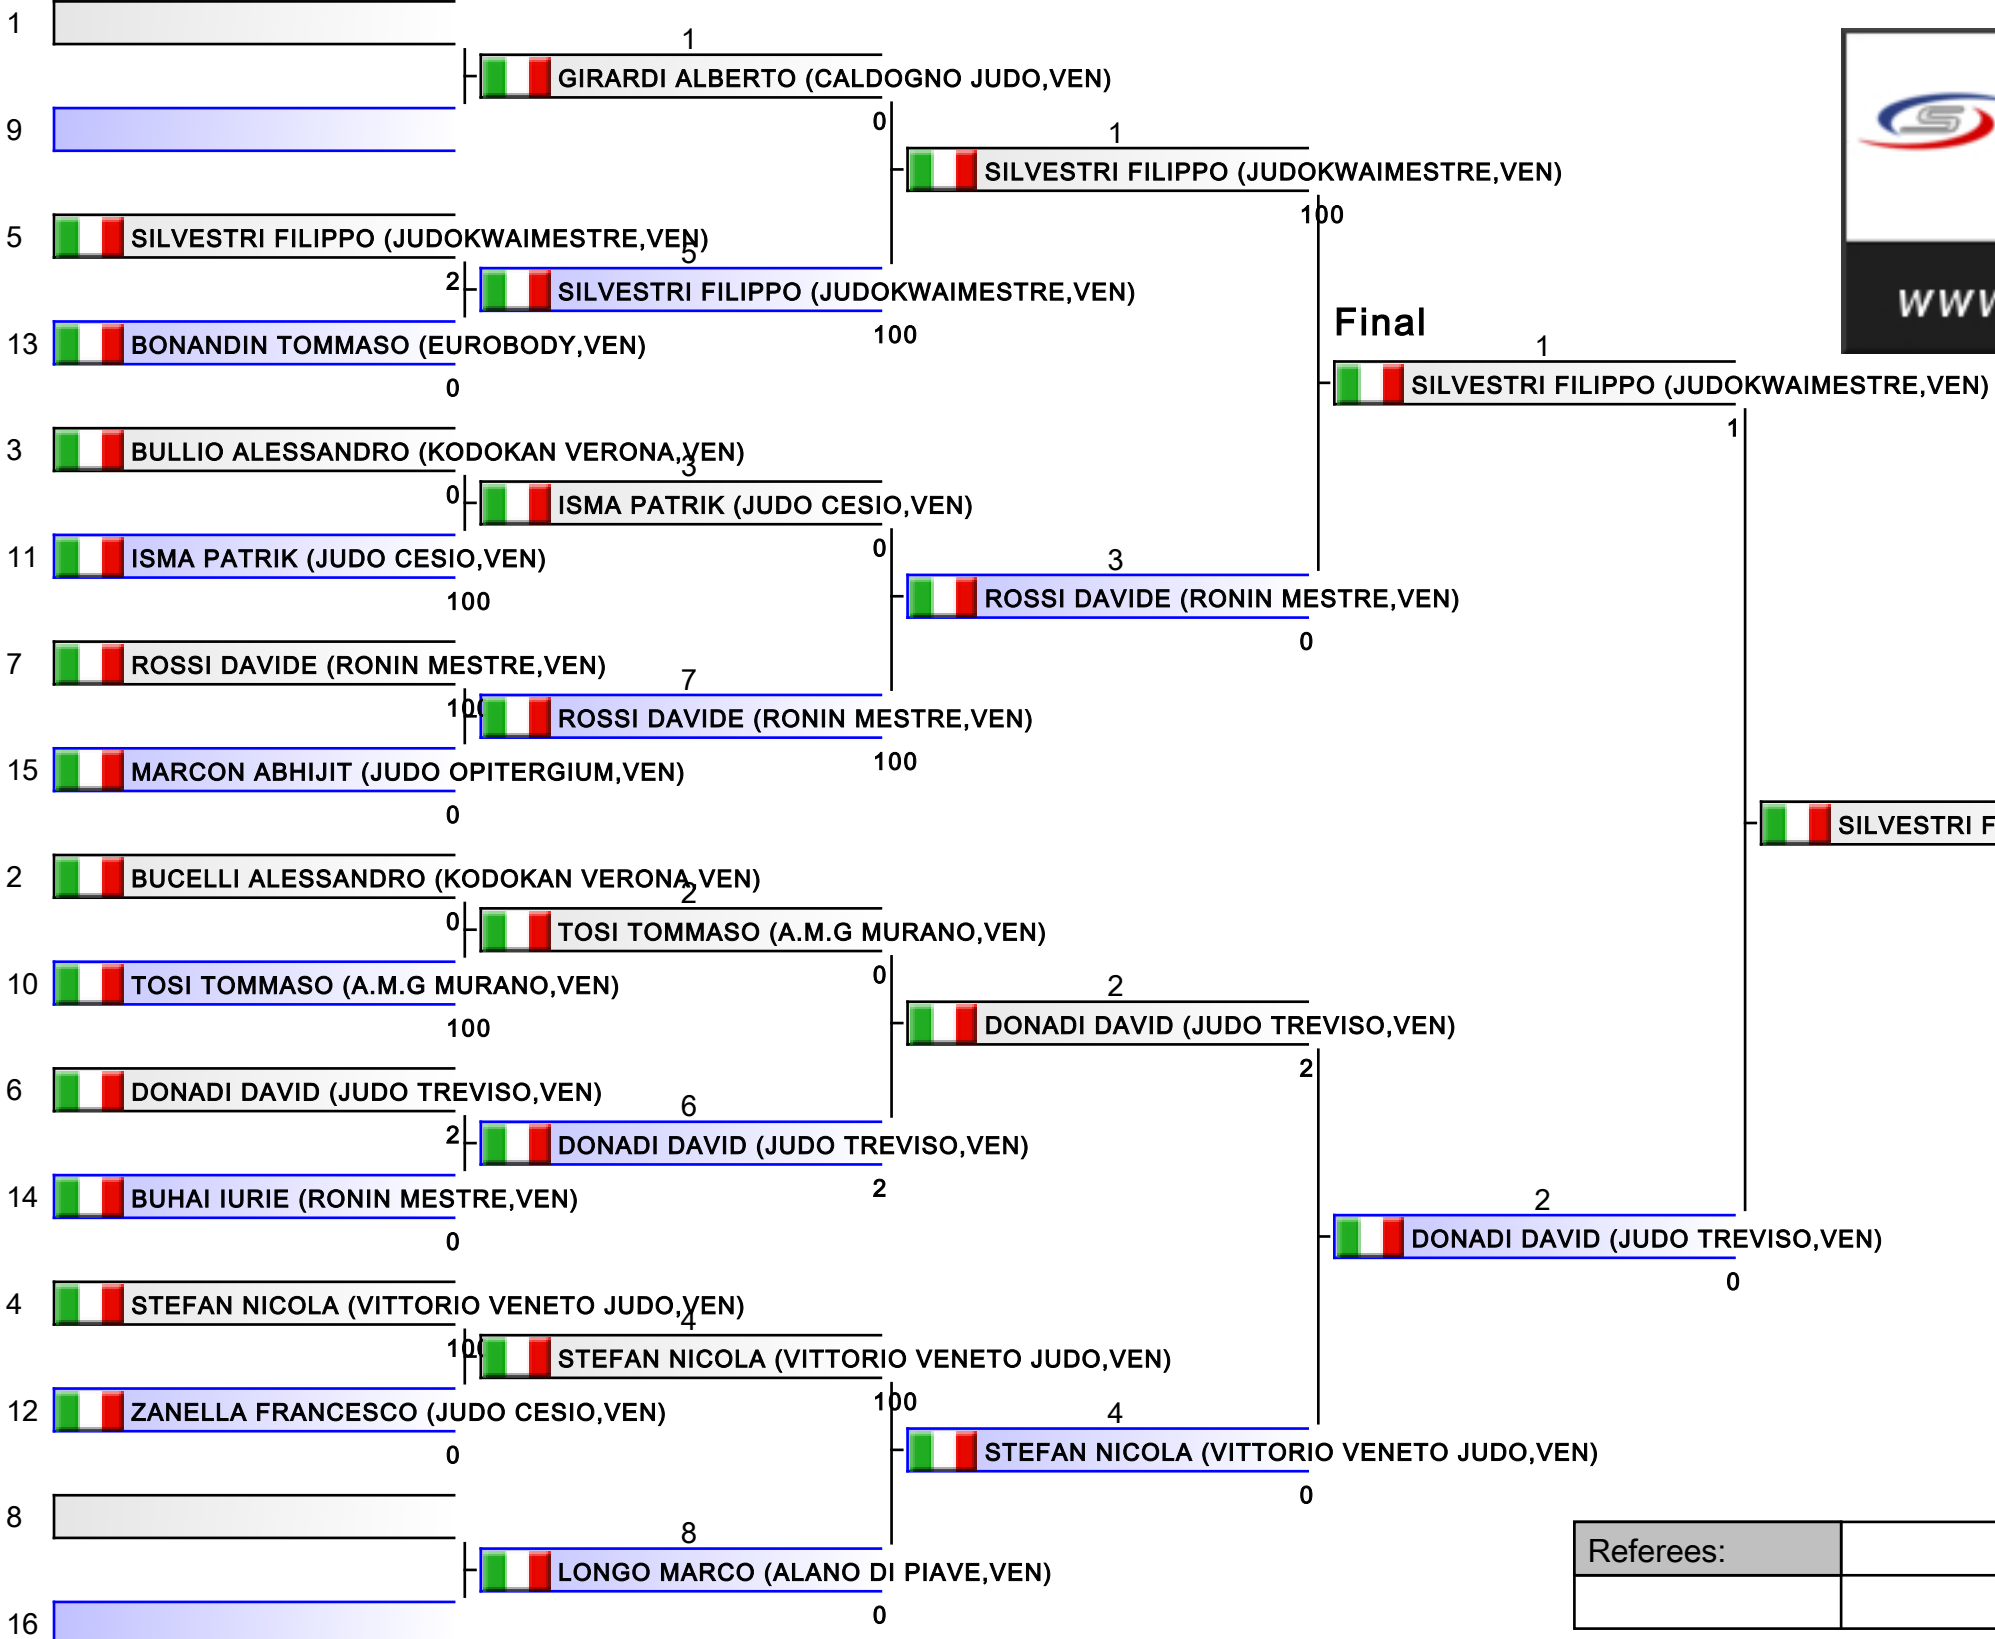 1
1
GIRARDI ALBERTO (CALDOGNO JUDO,VEN)
9
0
1
SILVESTRI FILIPPO (JUDOKWAIMESTRE,VEN)
100
5
SILVESTRI FILIPPO (JUDOKWAIMESTRE,VEN)
5
2
SILVESTRI FILIPPO (JUDOKWAIMESTRE,VEN)
100
13
BONANDIN TOMMASO (EUROBODY,VEN)
0
Final
1
SILVESTRI FILIPPO (JUDOKWAIMESTRE,VEN)
1
3
BULLIO ALESSANDRO (KODOKAN VERONA,VEN)
3
0
ISMA PATRIK (JUDO CESIO,VEN)
0
11
ISMA PATRIK (JUDO CESIO,VEN)
100
3
ROSSI DAVIDE (RONIN MESTRE,VEN)
0
7
ROSSI DAVIDE (RONIN MESTRE,VEN)
7
100
ROSSI DAVIDE (RONIN MESTRE,VEN)
100
15
MARCON ABHIJIT (JUDO OPITERGIUM,VEN)
0
SILVESTRI F
2
BUCELLI ALESSANDRO (KODOKAN VERONA,VEN)
2
0
TOSI TOMMASO (A.M.G MURANO,VEN)
0
10
TOSI TOMMASO (A.M.G MURANO,VEN)
100
2
DONADI DAVID (JUDO TREVISO,VEN)
2
6
DONADI DAVID (JUDO TREVISO,VEN)
6
2
DONADI DAVID (JUDO TREVISO,VEN)
2
14
BUHAI IURIE (RONIN MESTRE,VEN)
0
2
DONADI DAVID (JUDO TREVISO,VEN)
0
4
STEFAN NICOLA (VITTORIO VENETO JUDO,VEN)
4
100
STEFAN NICOLA (VITTORIO VENETO JUDO,VEN)
100
12
ZANELLA FRANCESCO (JUDO CESIO,VEN)
0
4
STEFAN NICOLA (VITTORIO VENETO JUDO,VEN)
0
8
8
LONGO MARCO (ALANO DI PIAVE,VEN)
0
16
Referees: